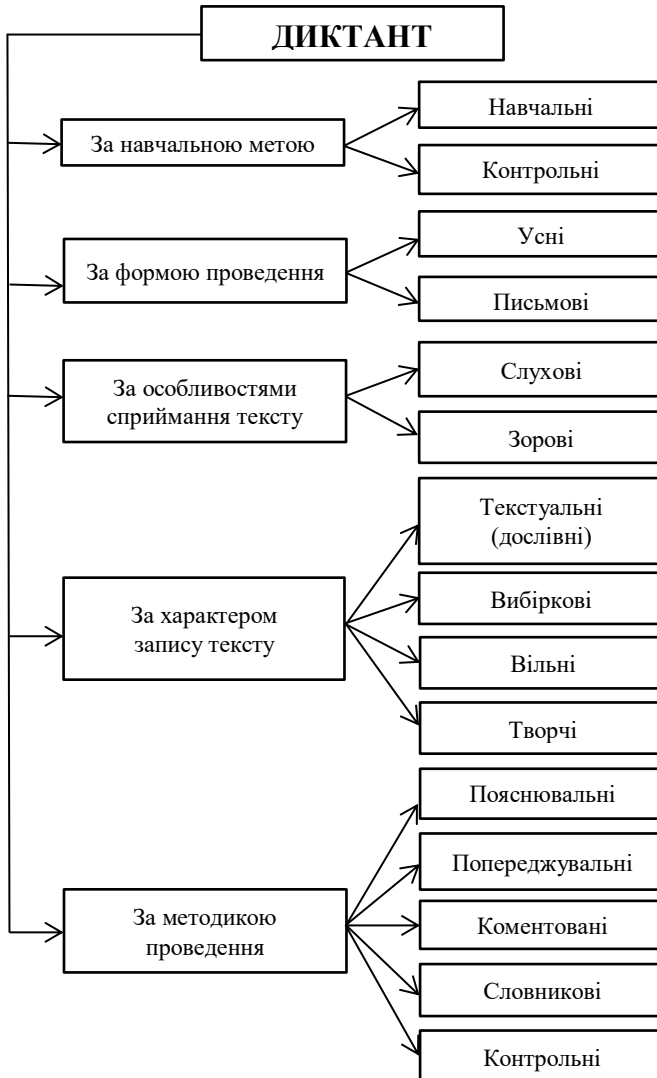 ДИКТАНТ
За навчальною метою
Навчальні
Контрольні
За формою проведення
Усні
Письмові
За особливостями
сприймання тексту
Слухові
Зорові
За характером
запису тексту
Текстуальні
(дослівні)
Вибіркові
Вільні
Творчі
За методикою
проведення
Пояснювальні
Попереджувальні
Коментовані
Словникові
Контрольні